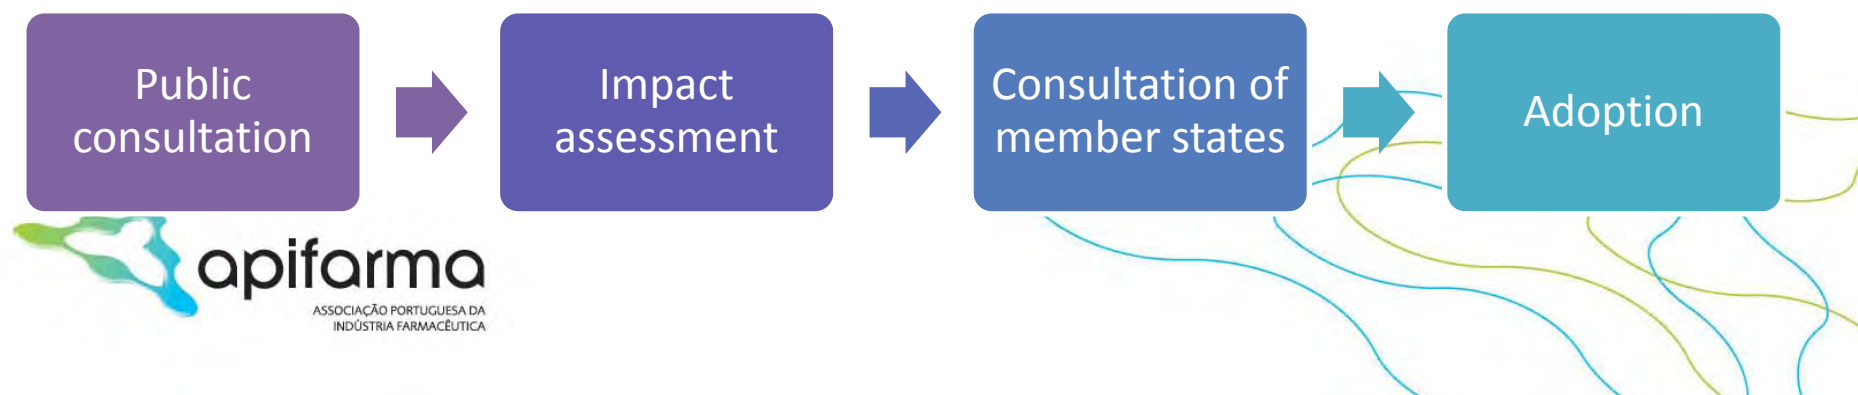 Public
consultation
Impact
assessment
Consultation of
member states
Adoption
apifarma
ASSOCIAÇÃO PORTUGUESA DA
INDÚSTRIA FARMACÊUTICA